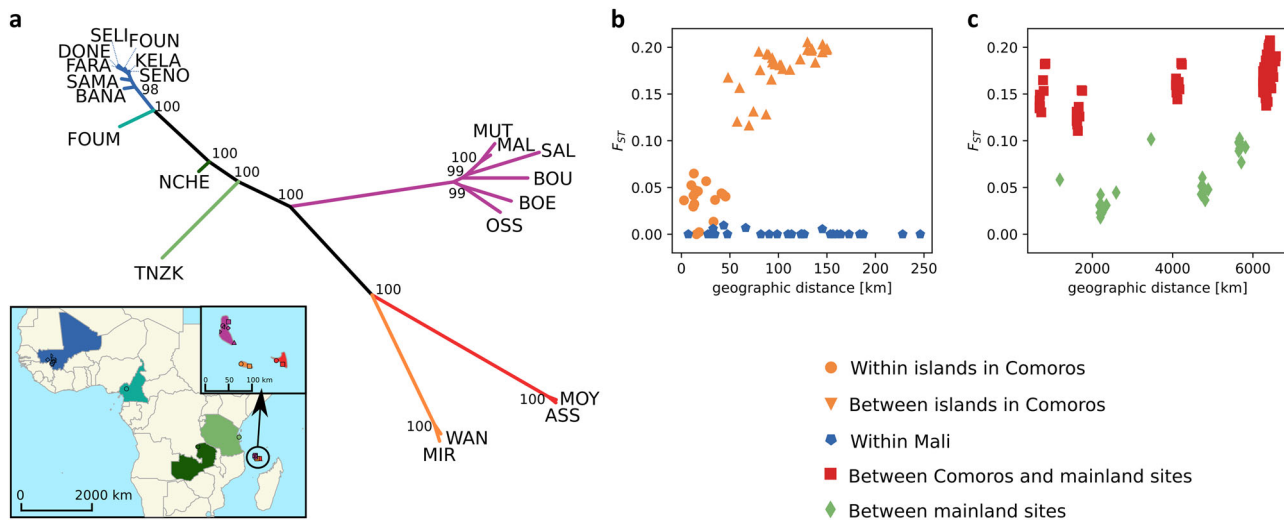 a
SELI
FOUN
DONE
KELA
FARA
SENO
SAMA
98
BANA
100
FOUM
100
NCHE
100
100
TNZK
MUT
MAL
SAL
100
99
BOU
99
BOE
OSS
100
100
MOY
ASS
100
WAN
MIR
0 50 100 km
0 2000 km
b
0.20
0.15
0.10
0.05
0.00
FST
0 50 100 150 200 250
geographic distance [km]
c
0.20
0.15
0.10
0.05
0.00
FST
2000 4000 6000
geographic distance [km]
Within islands in Comoros
Between islands in Comoros
Within Mali
Between Comoros and mainland sites
Between mainland sites